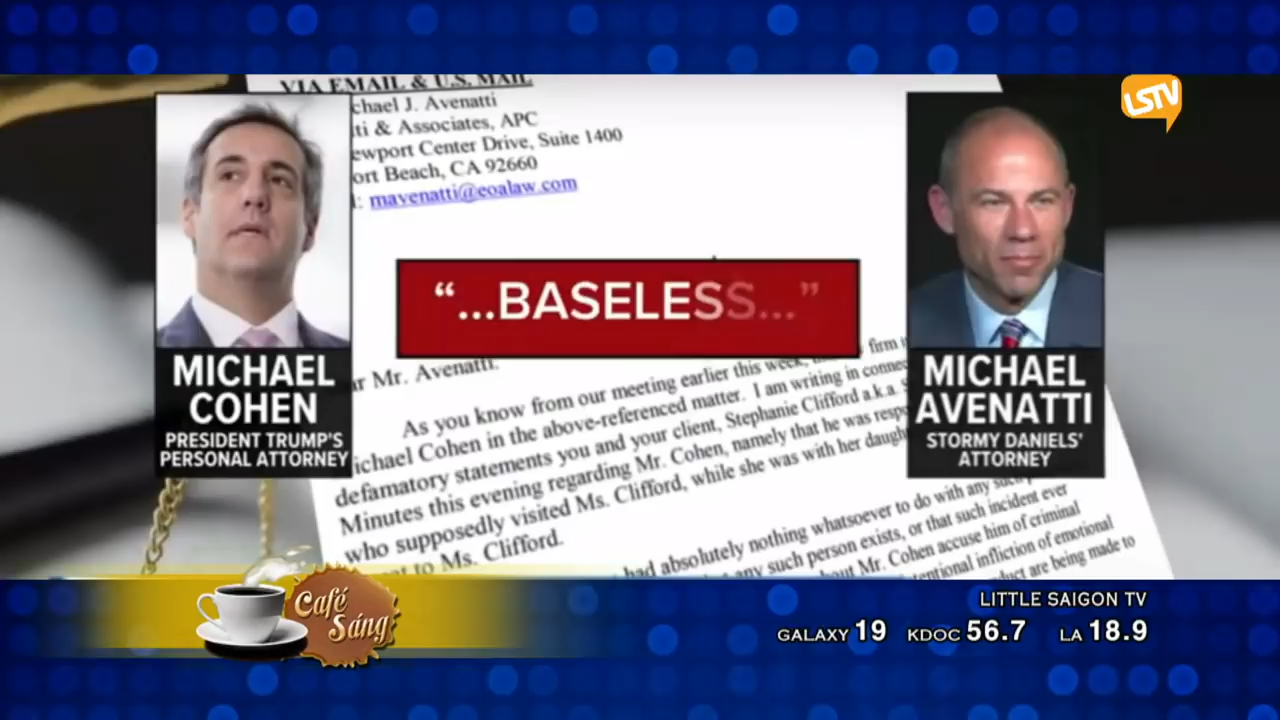 VIA EMAIL & U.S. MAIL
chael J. Avenatti
ti & Associates, APC
ewport Center Drive, Suite 1400
ort Beach, CA 92660
: mavenatti@eoalaw.com
LSTV
"...BASELESS..."
MICHAEL
COHEN
PRESIDENT TRUMP'S
PERSONAL ATTORNEY
MICHAEL
AVENATTI
STORMY DANIELS'
ATTORNEY
ar Mr. Avenatti:
As you know from our meeting earlier this week, firm
ichael Cohen in the above-referenced matter. I am writing in connec
defamatory statements you and your client, Stephanie Clifford a.k.a. S
Minutes this evening regarding Mr. Cohen, namely that he was resp
who supposedly visited Ms. Clifford, while she was with her daugh
to Ms. Clifford.
had absolutely nothing whatsoever to do with any such
any such person exists, or that such incident ever
Mr. Cohen accuse him of criminal
infliction of emotional
are being made to
Café
Sáng
LITTLE SAIGON TV
GALAXY 19 KDOC 56.7 LA 18.9